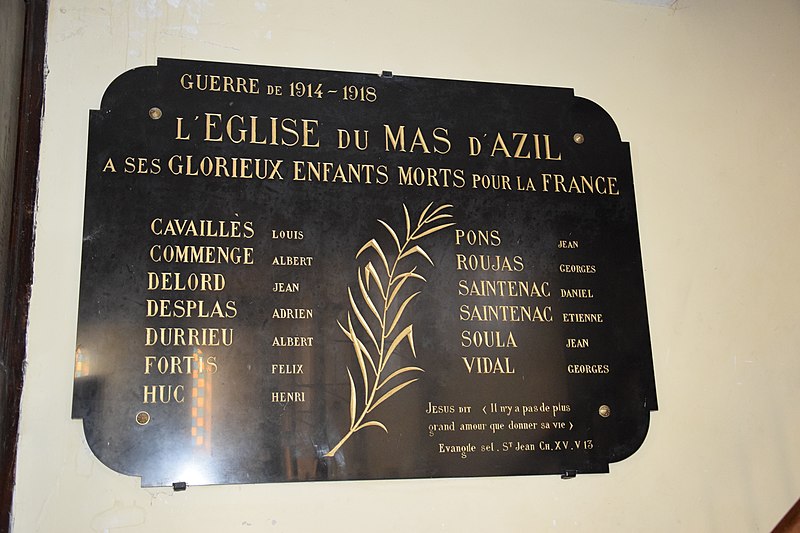 GUERRE DE 1914 - 1918
L'EGLISE DU MAS D'AZIL
A SES GLORIEUX ENFANTS MORTS POUR LA FRANCE
CAVAILLÈS LOUIS
COMMENGE ALBERT
DELORD JEAN
DESPLAS ADRIEN
DURRIEU ALBERT
FORTIS FELIX
HUC HENRI
PONS JEAN
ROUJAS GEORGES
SAINTENAC DANIEL
SAINTENAC ETIENNE
SOULA JEAN
VIDAL GEORGES
JESUS DIT < Il n'y a pas de plus
grand amour que donner sa vie >
Evangile sel. ST Jean CH. XV. V 13